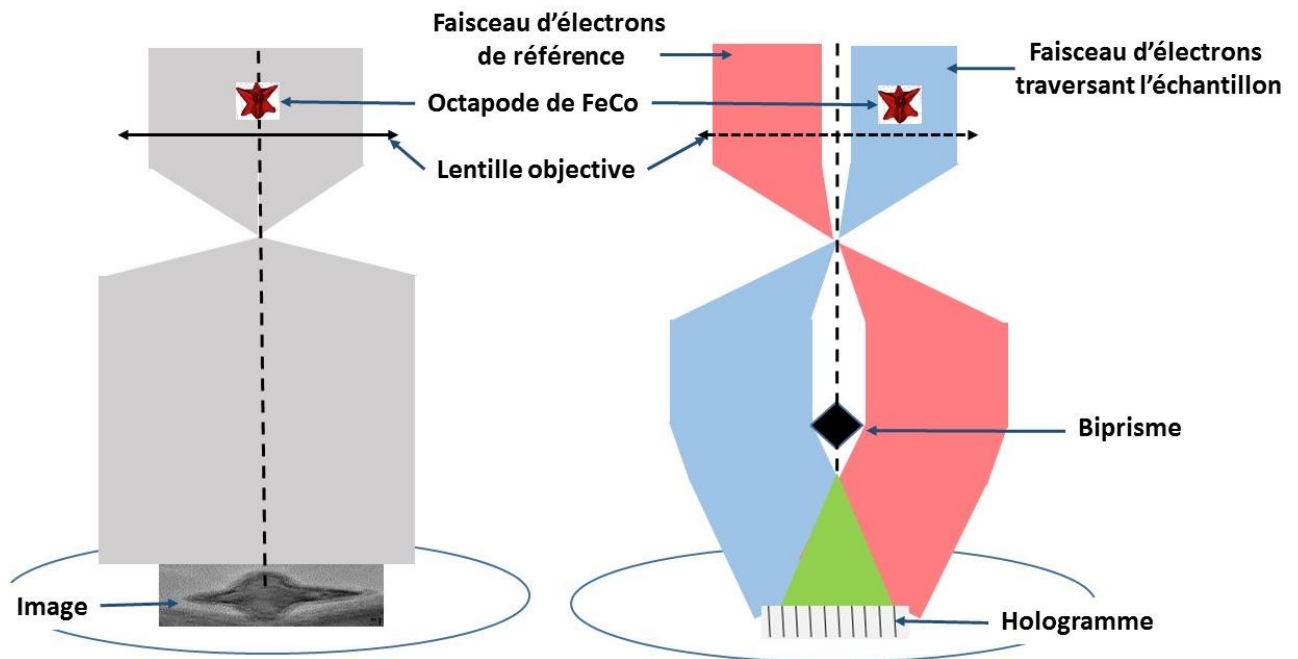 Faisceau d'électrons
de référence
Faisceau d'électrons
traversant l'échantillon
Octapode de FeCo
Lentille objective
Biprisme
Image
Hologramme